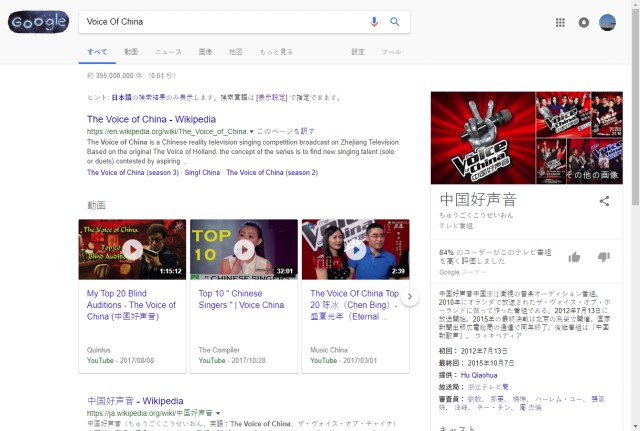 Google
Voice Of China
すべて 動画 ニュース 画像 地図 もっと見る 設定 ツール
約 355,000,000 件 （0.51 秒）
ヒント: 日本語の検索結果のみ表示します。検索言語は [表示設定] で指定できます。
The Voice of China - Wikipedia
https://en.wikipedia.org/wiki/The_Voice_of_China このページを訳す
The Voice of China is a Chinese reality television singing competition broadcast on Zhejiang Television.
Based on the original The Voice of Holland, the concept of the series is to find new singing talent (solo
or duets) contested by aspiring ...
The Voice of China (season 3) · Sing! China · The Voice of China (season 2)
動画
The Voice of China
Top 20
Blind Auditions
1:15:12
TOP
10
" CHINESE SINGERS "
32:01
2:39
My Top 20 Blind
Auditions - The Voice of
China (中国好声音)
Quintus
YouTube - 2017/08/08
Top 10 " Chinese
Singers " | Voice China
The Compiler
YouTube - 2017/10/28
The Voice Of China Top
20 陈冰（Chen Bing）-
盛夏光年（Eternal ...
Music China
YouTube - 2017/03/01
中国好声音 - Wikipedia
https://ja.wikipedia.org/wiki/中国好声音
中国好声音（ちゅうごくこうせいおん、英語：The Voice of China、ザ・ヴォイス・オブ・チャイナ）
The Voice of China
中国好声音
その他の画像
中国好声音
ちゅうごくこうせいおん
テレビ番組
84% のユーザーがこのテレビ番組
を高く評価しました
Google ユーザー
中国好声音中国浙江衛視の音楽オーディション番組。
2010年にオランダで放送されたザ・ヴォイス・オブ・ホ
ーランドに倣って作った番組である。2012年7月13日に
放送開始。2015年の最終決戦は北京の鳥巣で開催。国家
新聞出版広電総局の通達で同年終了。後継番組は「中国
新歌声」。 ウィキペディア
初回： 2012年7月13日
最終回： 2015年10月7日
提供： Hu Qiaohua
放送局： 浙江テレビ局
審査員： 劉歓、 那英、 楊坤、 ハーレム・ユー、 張恵
妹、 汪峰、 チー・チン、 周 杰倫
キャスト